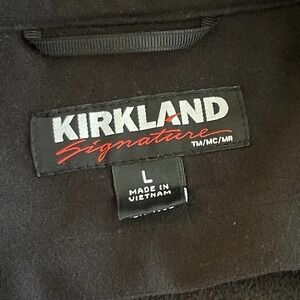 KIRKLAND
Signature
TM/MC/MR
L
MADE IN
VIETNAM